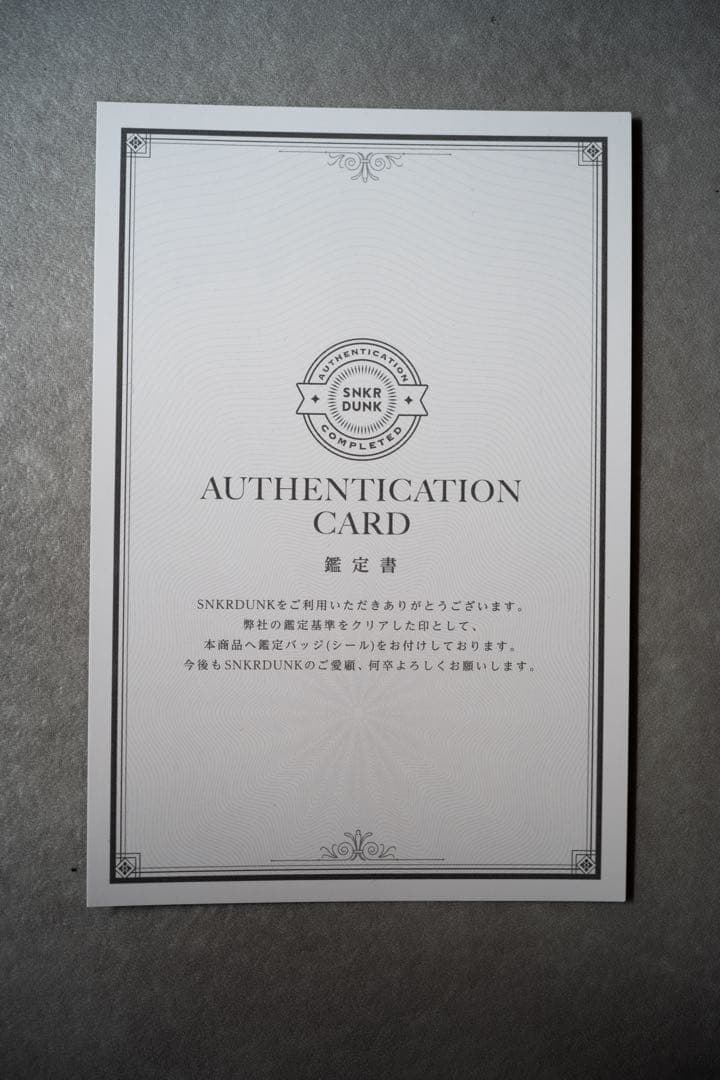 AUTHENTICATION
SNKR
DUNK
COMPLETED
AUTHENTICATION
CARD
鑑定書
SNKRDUNKをご利用いただきありがとうございます。
弊社の鑑定基準をクリアした印として、
本商品へ鑑定バッジ(シール)をお付けしております。
今後もSNKRDUNKのご愛顧、何卒よろしくお願いします。